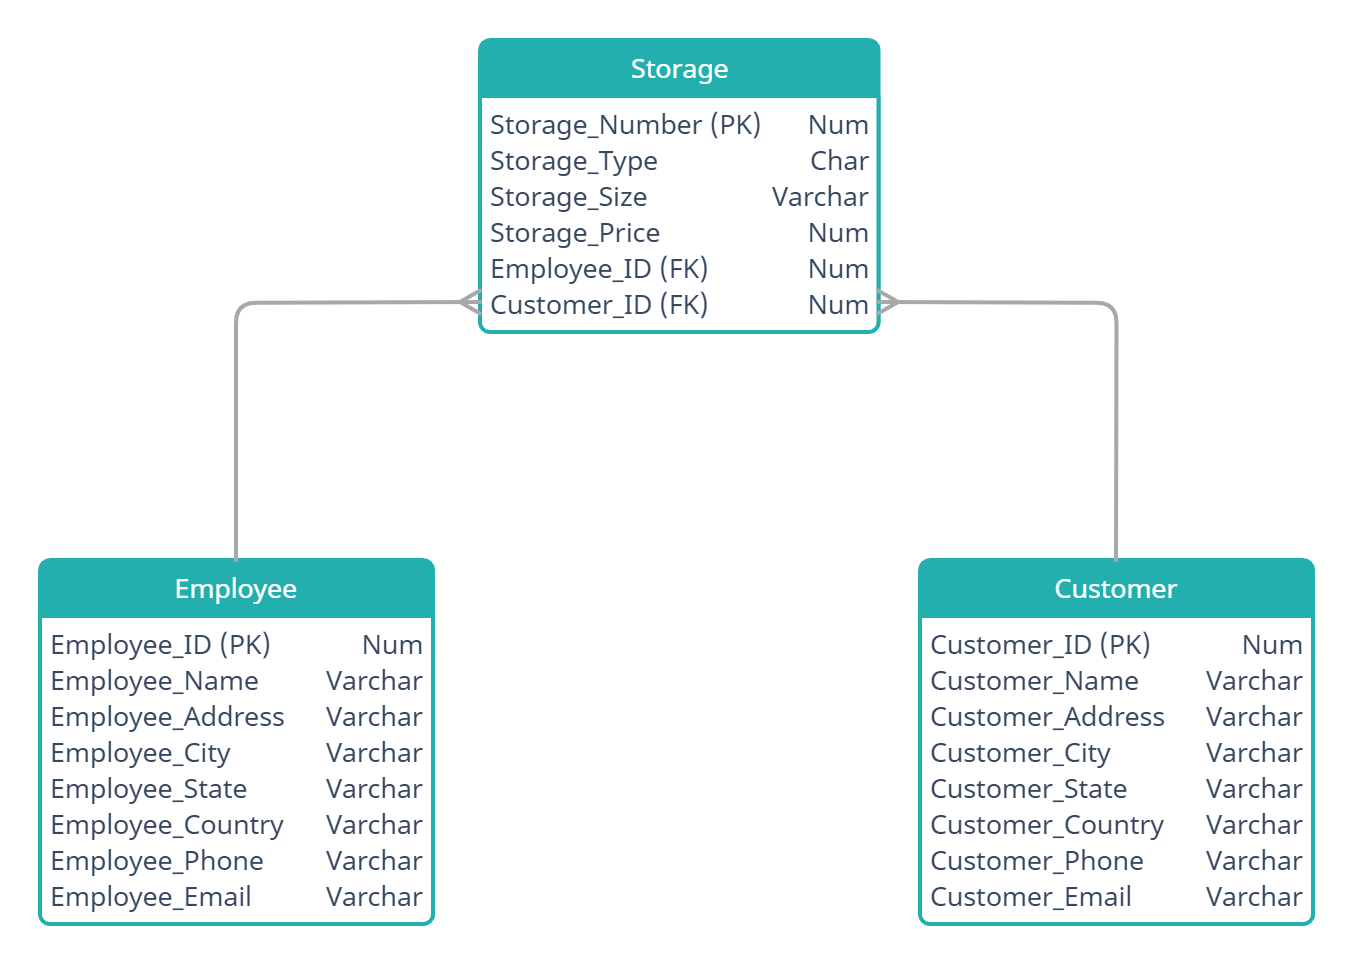 Storage
Storage_Number (PK) Num
Storage_Type Char
Storage_Size Varchar
Storage_Price Num
Employee_ID (FK) Num
Customer_ID (FK) Num
Employee
Employee_ID (PK) Num
Employee_Name Varchar
Employee_Address Varchar
Employee_City Varchar
Employee_State Varchar
Employee_Country Varchar
Employee_Phone Varchar
Employee_Email Varchar
Customer
Customer_ID (PK) Num
Customer_Name Varchar
Customer_Address Varchar
Customer_City Varchar
Customer_State Varchar
Customer_Country Varchar
Customer_Phone Varchar
Customer_Email Varchar